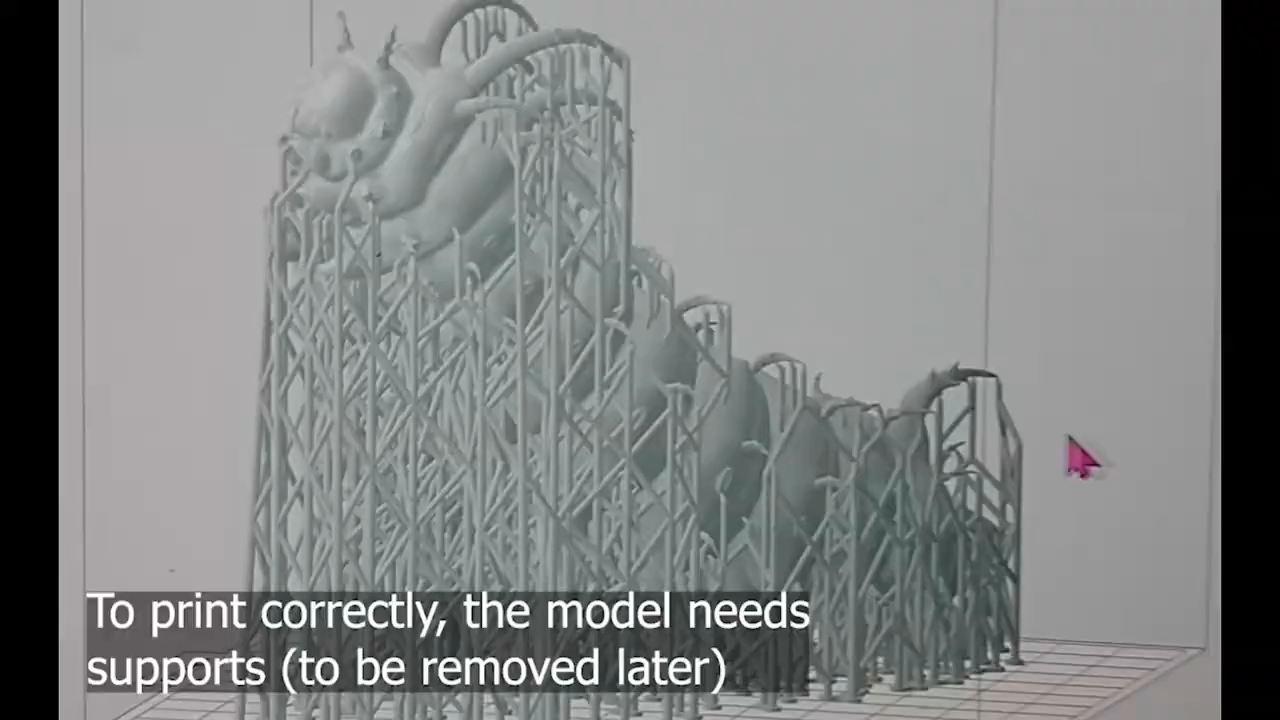 To print correctly, the model needs
supports (to be removed later)